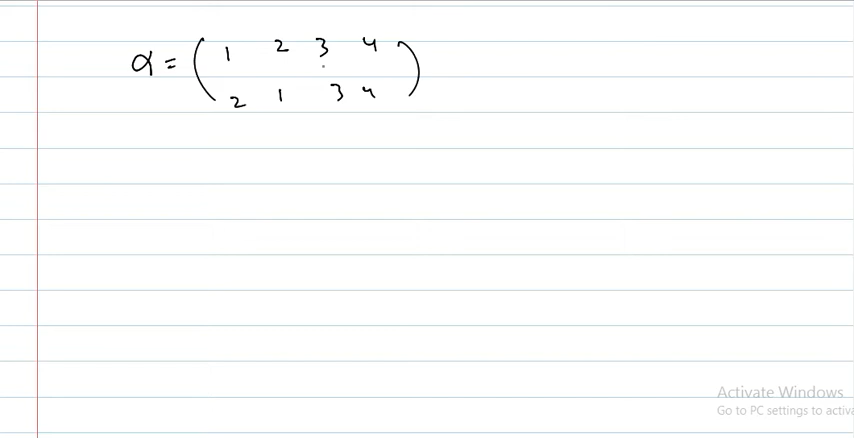 α = ( 1 2 3 4 )
2 1 3 4
Activate Windows
Go to PC settings to activa